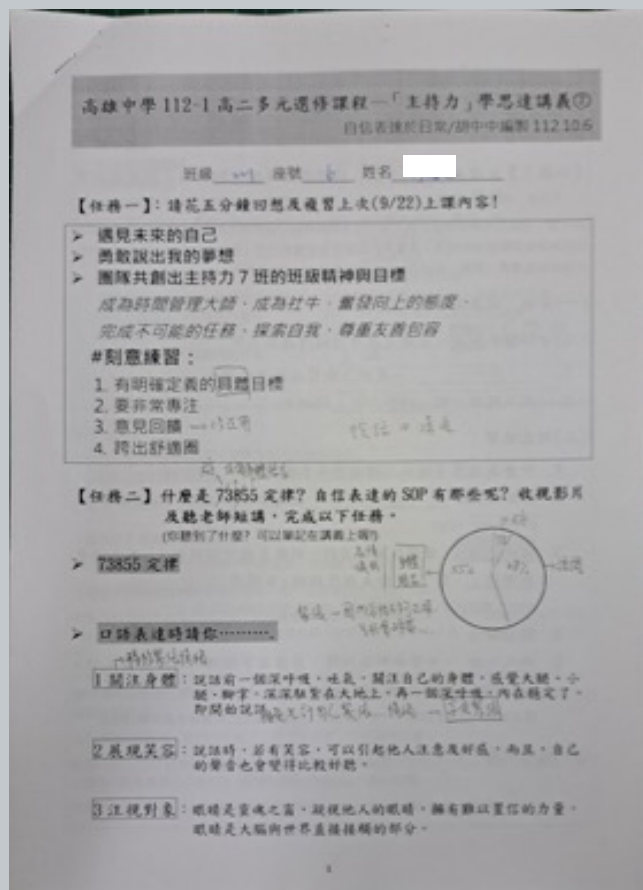 高雄中學 112-1 高二多元選修課程—「主持力」學思達講義②
自信表達於日常/胡中中編製 112.10.6
班級 座號 6 姓名
【任務一】：請花五分鐘回想及複習上次(9/22)上課內容！
➢ 遇見未來的自己
➢ 勇敢說出我的夢想
➢ 團隊共創出主持力 7 班的班級精神與目標
成為時間管理大師、成為社牛、奮發向上的態度、
完成不可能的任務、探索自我、尊重友善包容
#刻意練習：
1. 有明確定義的具體目標
2. 要非常專注
3. 意見回饋
4. 跨出舒適圈
【任務二】什麼是 73855 定律？自信表達的 SOP 有那些呢？收視影片
及聽老師短講，完成以下任務。
(你聽到了什麼？可以筆記在講義上喔!)
➢ 73855 定律
55%
➢ 口語表達時請你……….
1 關注身體：說話前一個深呼吸，吐氣，關注自己的身體，感覺大腿、小
腿、腳掌，深深駐紮在大地上，再一個深呼吸，內在穩定了，
即開始說話
2 展現笑容：說話時，若有笑容，可以引起他人注意及好感，而且，自己
的聲音也會變得比較好聽。
3 注視對象：眼睛是靈魂之窗，凝視他人的眼睛，擁有難以置信的力量，
眼睛是大腦與世界直接接觸的部分。
1